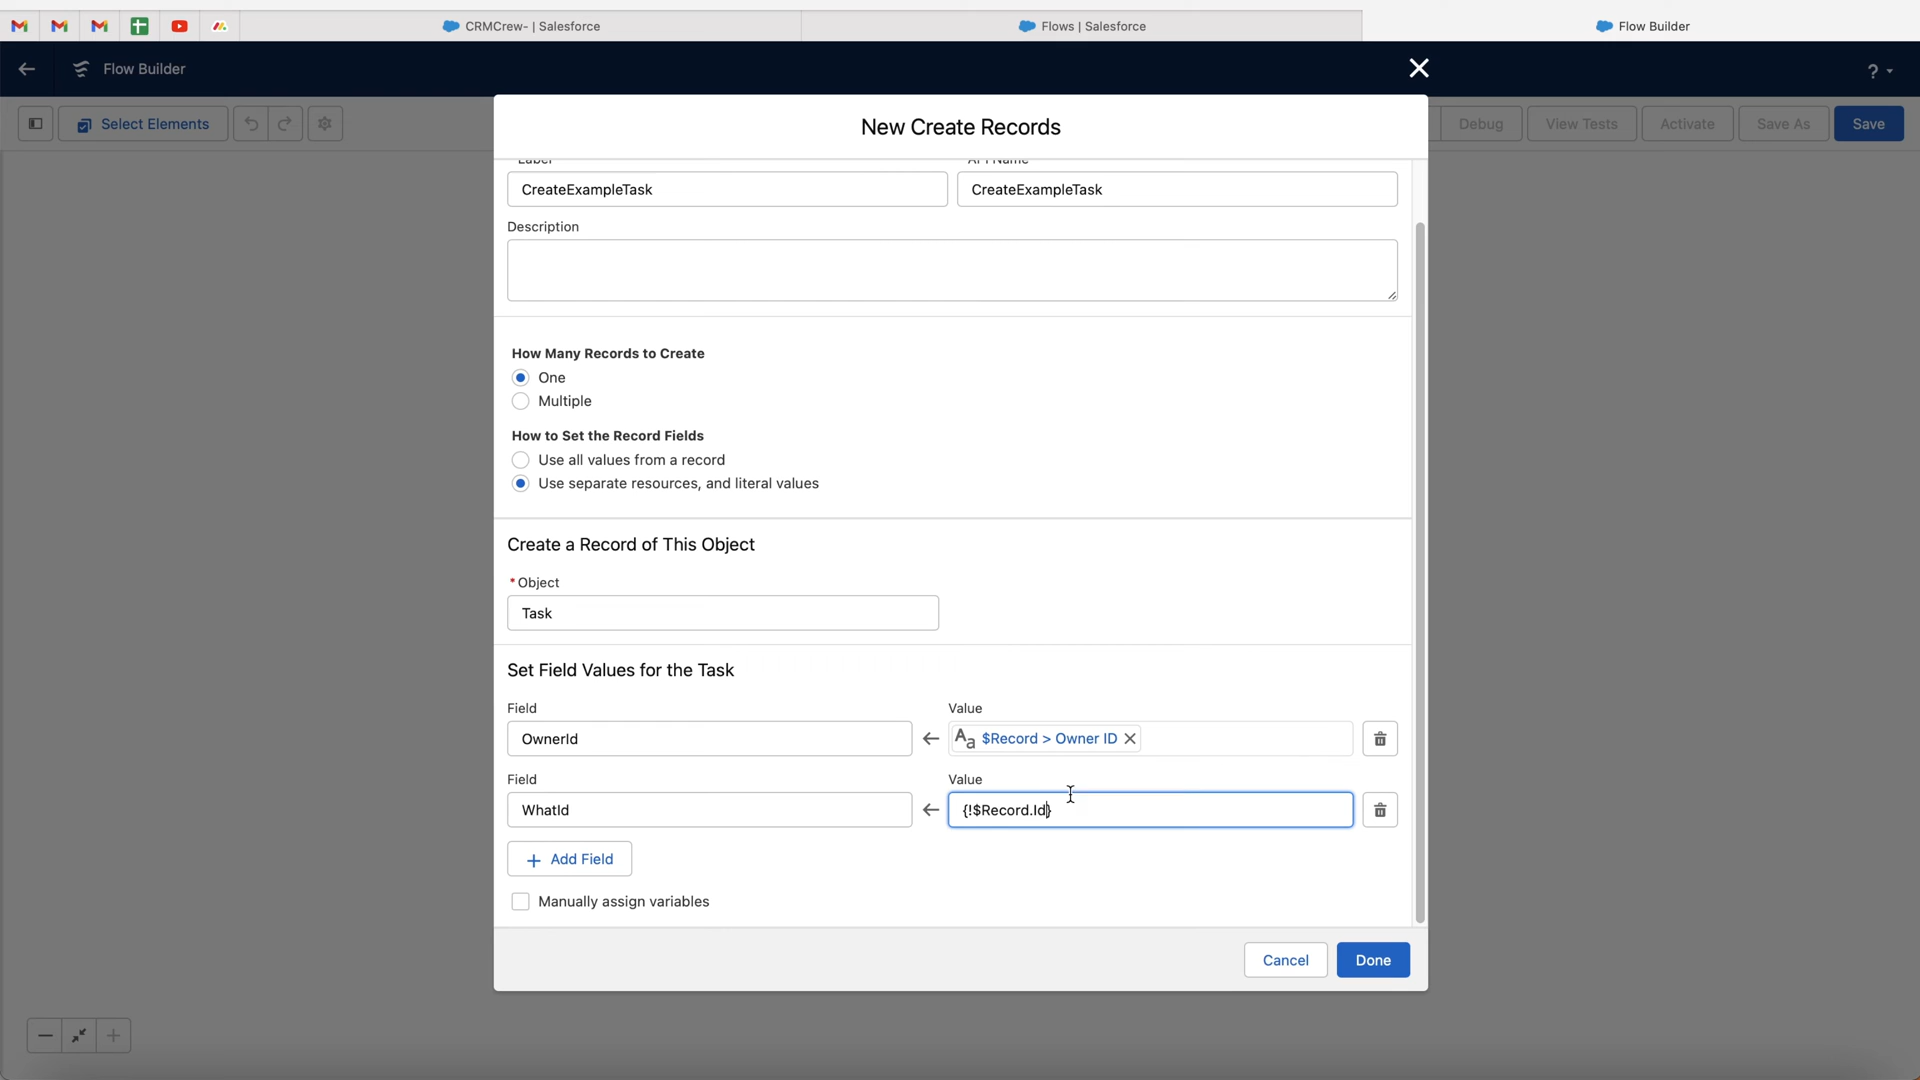 CRMCrew- | Salesforce
Flows | Salesforce
Flow Builder
Flow Builder
?
Select Elements
Debug
View Tests
Activate
Save As
Save
New Create Records
Label
API Name
CreateExampleTask
CreateExampleTask
Description
How Many Records to Create
One
Multiple
How to Set the Record Fields
Use all values from a record
Use separate resources, and literal values
Create a Record of This Object
* Object
Task
Set Field Values for the Task
Field
Value
OwnerId
Aa $Record > Owner ID
Field
Value
WhatId
{!$Record.Id}
+ Add Field
Manually assign variables
Cancel
Done